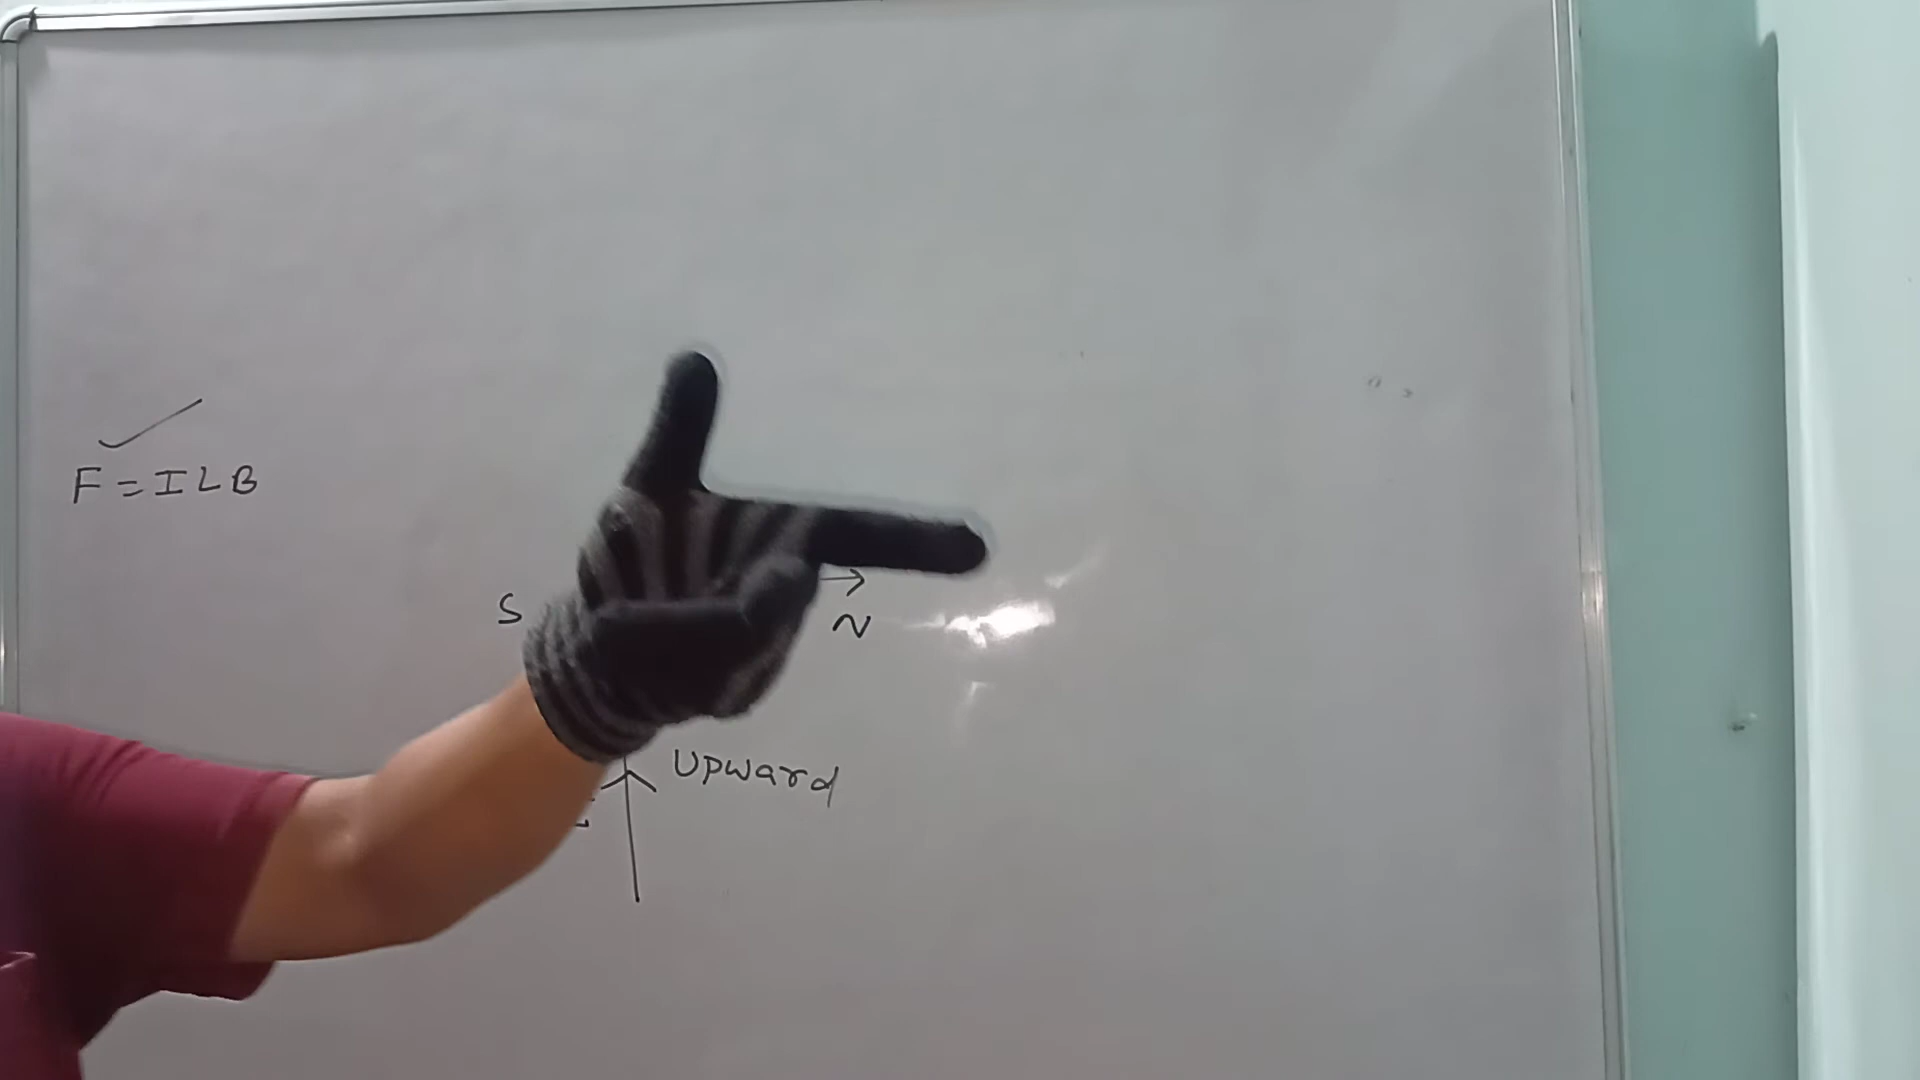 F = ILB
S
N
Upward